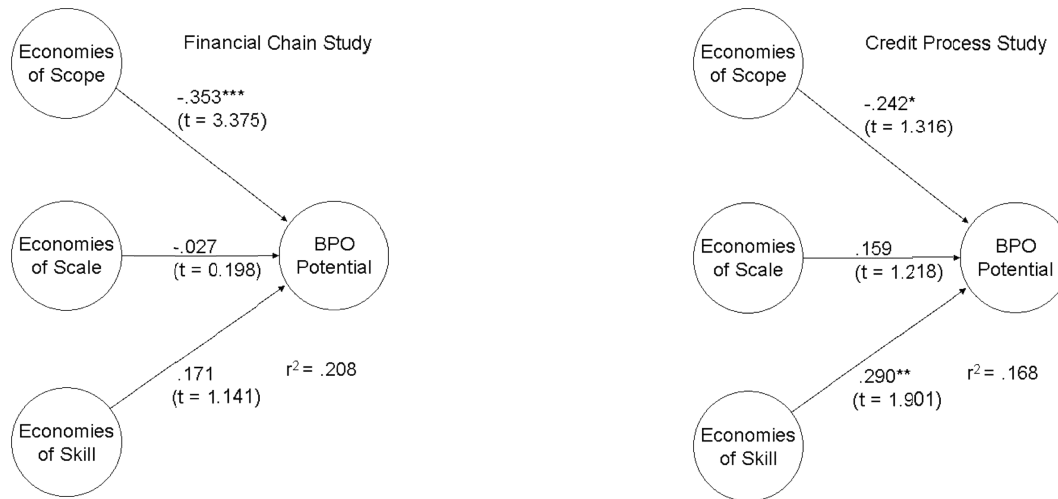 Financial Chain Study
Economies
of Scope
-.353***
(t = 3.375)
Economies
of Scale
-.027
(t = 0.198)
BPO
Potential
.171
(t = 1.141)
r² = .208
Economies
of Skill
Credit Process Study
Economies
of Scope
-.242*
(t = 1.316)
Economies
of Scale
.159
(t = 1.218)
BPO
Potential
.290**
(t = 1.901)
r² = .168
Economies
of Skill